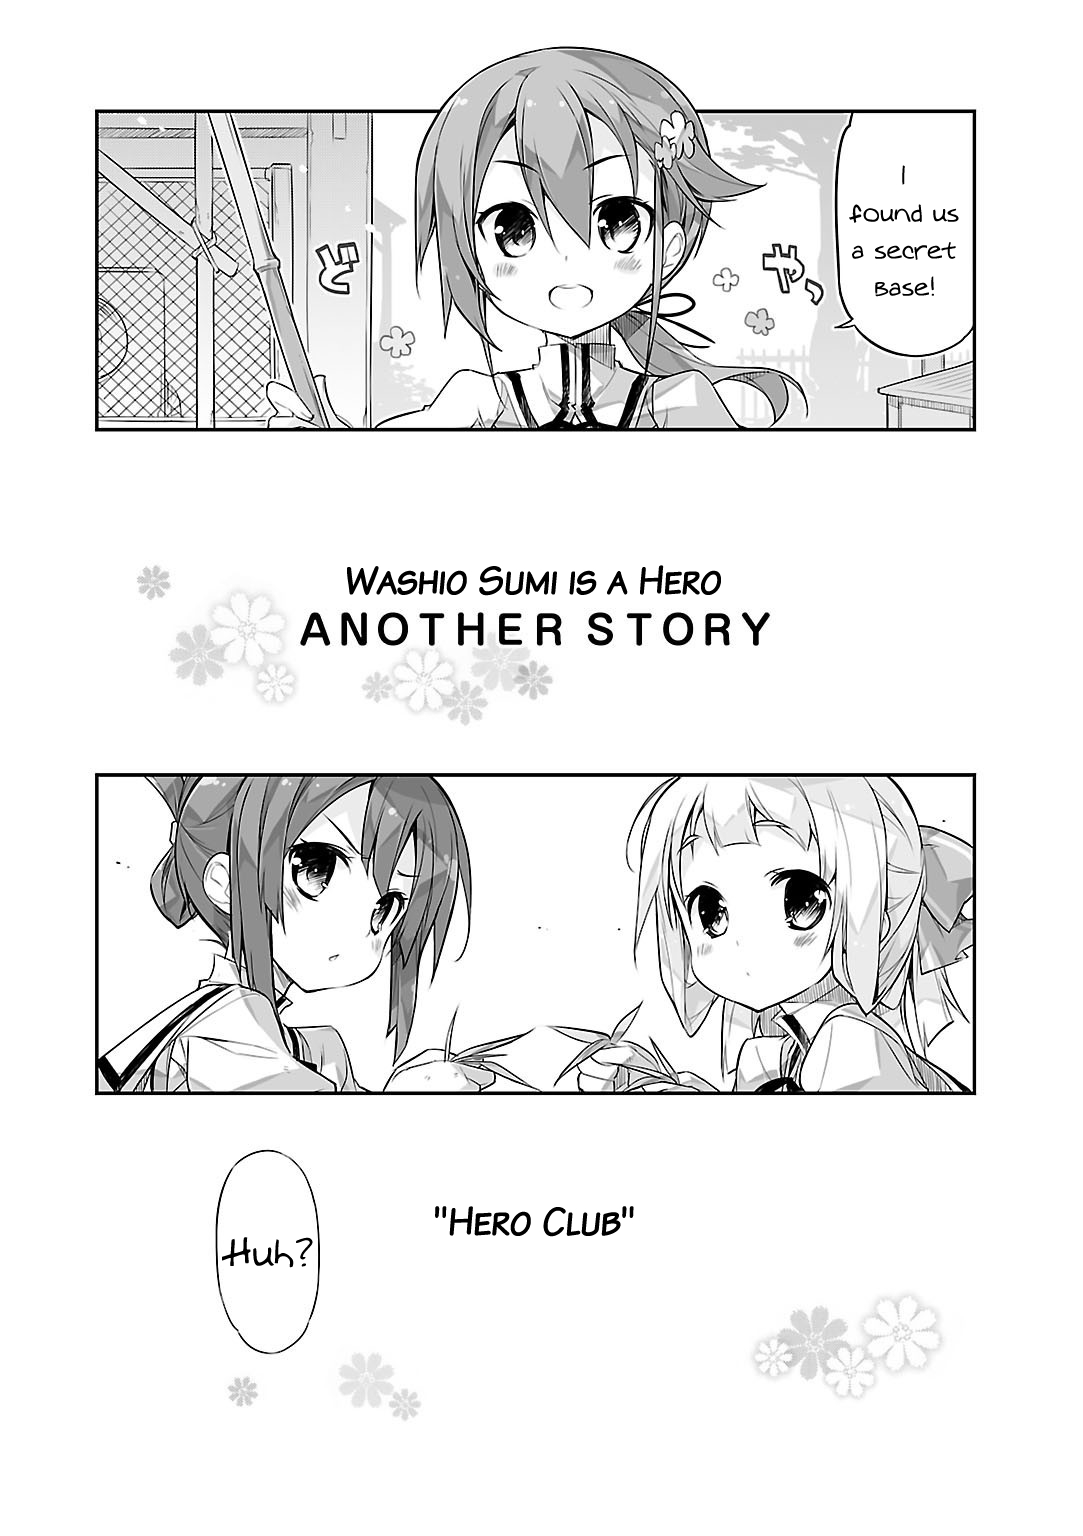 I
found us
a secret
Base!
やっ
ど
WASHIO SUMI IS A HERO
ANOTHER STORY
"HERO CLUB"
Huh?